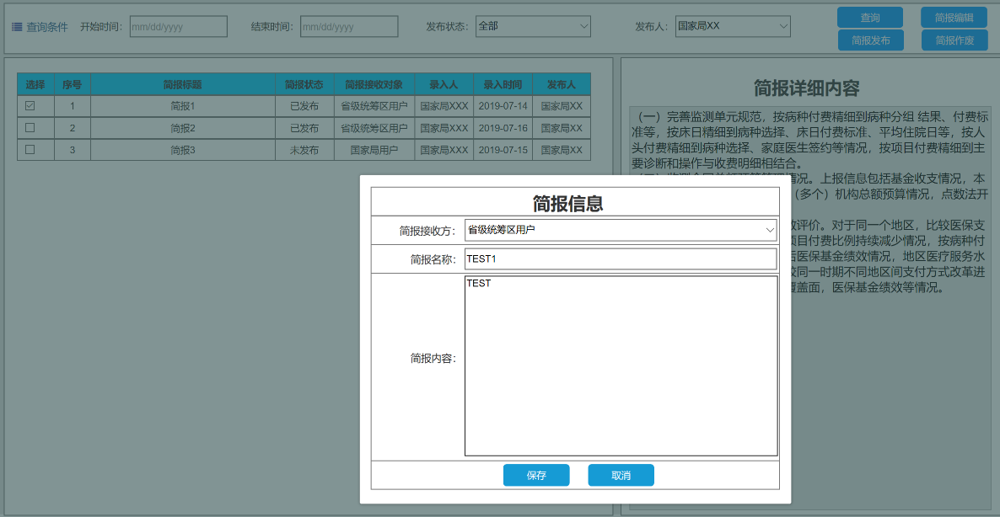 查询条件 开始时间: mm/dd/yyyy 结束时间: mm/dd/yyyy 发布状态: 全部 发布人: 国家局XX
查询 简报编辑
简报发布 简报作废
选择 序号 简报标题 简报状态 简报接收对象 录入人 录入时间 发布人
1 简报1 已发布 省级统筹区用户 国家局XXX 2019-07-14 国家局XX
2 简报2 已发布 省级统筹区用户 国家局XXX 2019-07-16 国家局XX
3 简报3 未发布 国家局用户 国家局XXX 2019-07-15 国家局XX
简报详细内容
（一）完善监测单元规范，按病种付费精细到病种分组 结果、付费标
准等，按床日精细到病种选择、床日付费标准、平均住院日等，按人
头付费精细到病种选择、家庭医生签约等情况，按项目付费精细到主
要诊断和操作与收费明细相结合。
情况。上报信息包括基金收支情况，本
（多个）机构总额预算情况，点数法开
评价。对于同一个地区，比较医保支
项目付费比例持续减少情况，按病种付
医保基金绩效情况，地区医疗服务水
同一时期不同地区间支付方式改革进
覆盖面，医保基金绩效等情况。
简报信息
简报接收方: 省级统筹区用户
简报名称: TEST1
简报内容: TEST
保存 取消